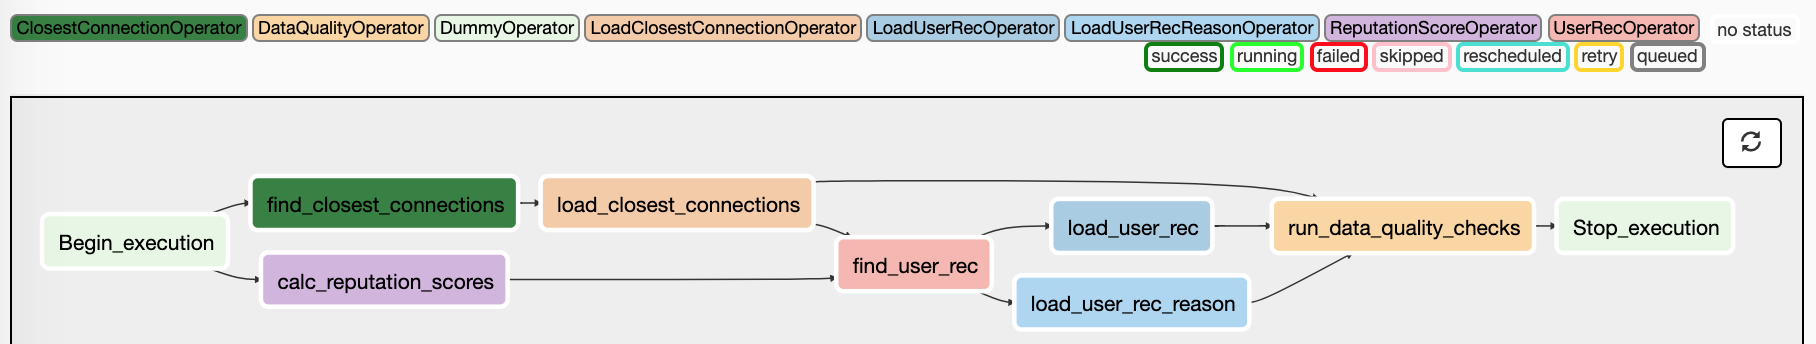 ClosestConnectionOperator DataQualityOperator DummyOperator LoadClosestConnectionOperator LoadUserRecOperator LoadUserRecReasonOperator ReputationScoreOperator UserRecOperator no status
success running failed skipped rescheduled retry queued
find_closest_connections load_closest_connections
load_user_rec run_data_quality_checks Stop_execution
Begin_execution
find_user_rec
calc_reputation_scores
load_user_rec_reason